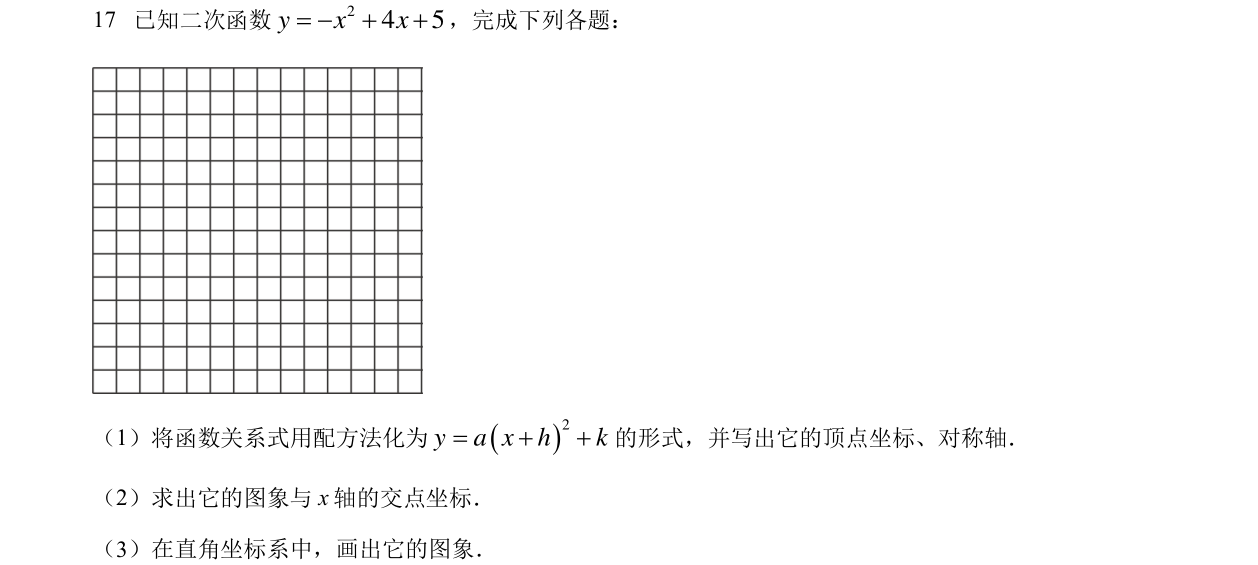 17 已知二次函数 y = −x² + 4x + 5，完成下列各题：
（1）将函数关系式用配方法化为 y = a(x + h)² + k 的形式，并写出它的顶点坐标、对称轴．
（2）求出它的图象与 x 轴的交点坐标．
（3）在直角坐标系中，画出它的图象．